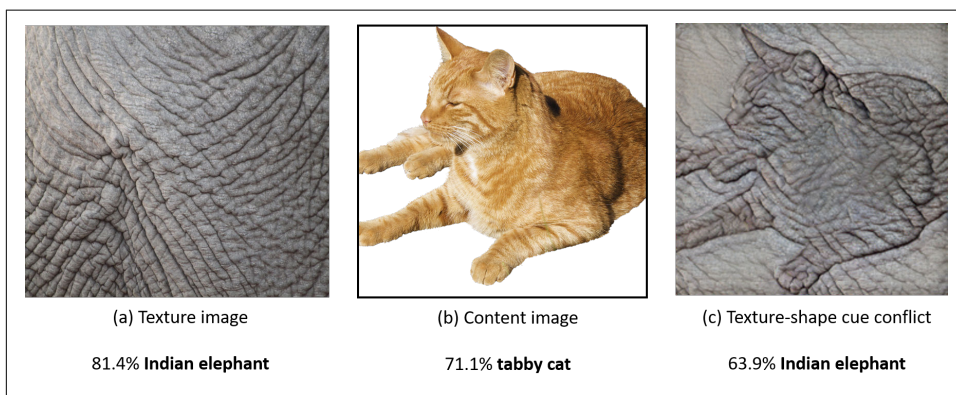 (a) Texture image
81.4% Indian elephant
(b) Content image
71.1% tabby cat
(c) Texture-shape cue conflict
63.9% Indian elephant